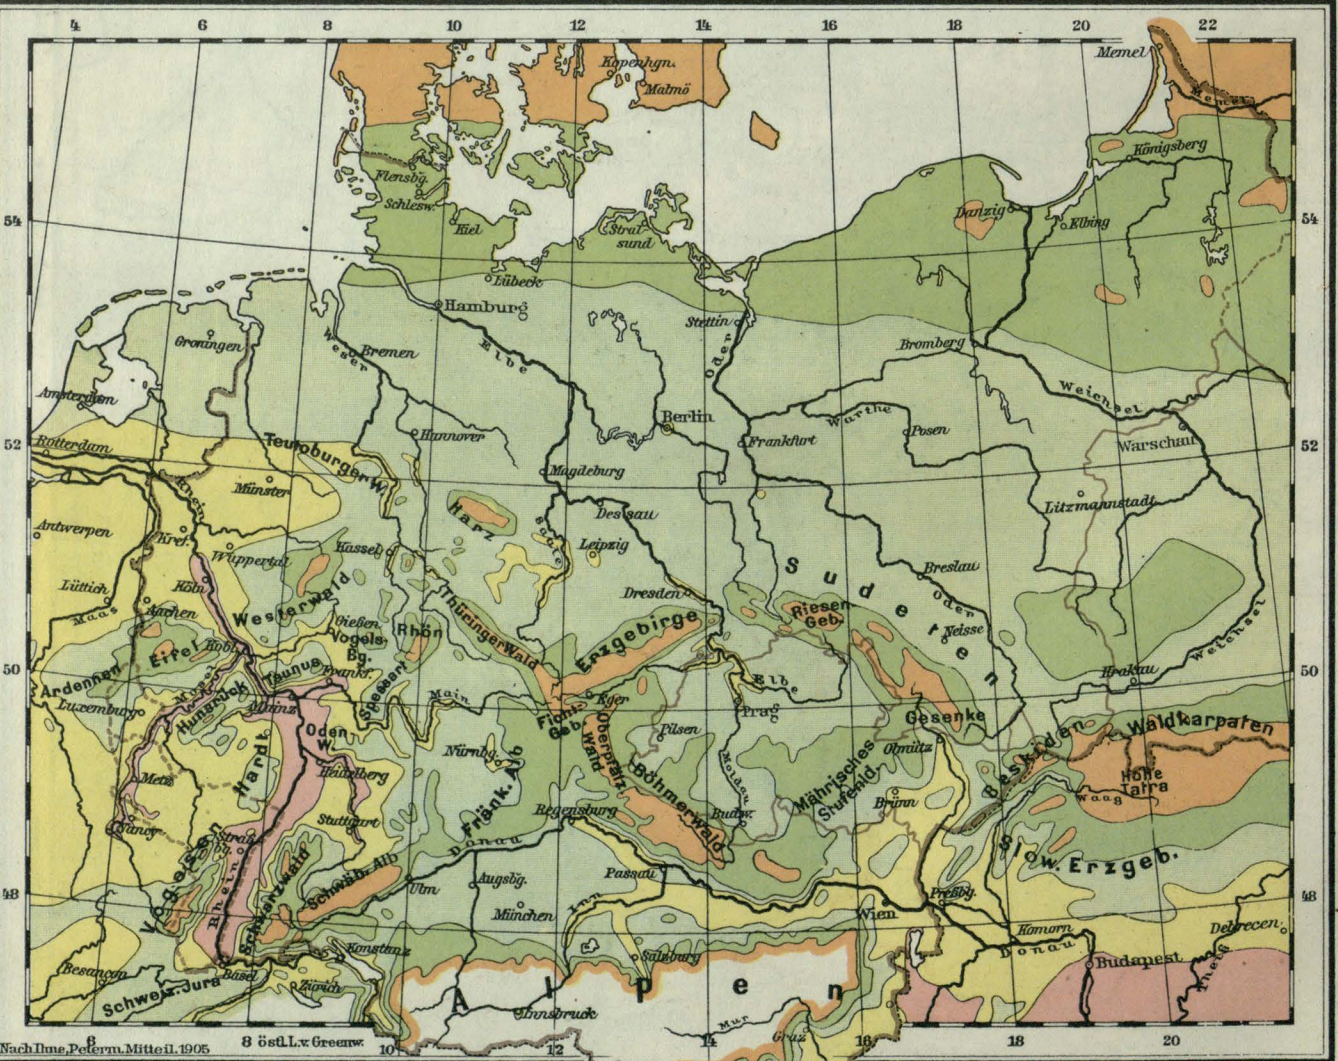 4 6 8 10 12 14 16 18 20 22
Memel
Kopenhgn.
Malmö
Memel
Königsberg
Flensbg.
Schlesw.
Kiel
Stral-
sund
Danzig
Elbing
54
54
Lübeck
Hamburg
Stettin
Groningen
Weser
Bremen
Elbe
Oder
Bromberg
Amsterdam
Weichsel
Berlin
Warthe
52
Rotterdam
Teutoburger W.
Hannover
Frankfurt
Posen
Warschau
52
Münster
Magdeburg
Rhein
Harz
Saale
Dessau
Litzmannstadt
Antwerpen
Kref.
Wuppertal
Kassel
Leipzig
Sudeten
Breslau
Lüttich
Köln
Maas
Aachen
Westerwald
Dresden
Oder
Neisse
Riesen-
Geb.
Gießen
Vogels-
Bg.
Rhön
Thüringer Wald
Erzgebirge
Weichsel
50
Ardennen
Eifel
Kobl.
Taunus
Frankf.
Spessart
Krakau
50
Mosel
Hunsrück
Luxemburg
Mainz
Main
Eger
Elbe
Prag
Gesenke
Fichl-
Geb.
Oberpfälz.
Wald
Pilsen
Beskiden
Waldkarpaten
Oden
W.
Nürnbg.
Fränk. Alb
Olmütz
Metz
Hardt
Heidelberg
Böhmerwald
Moldau
Mährisches
Stufenld.
Hohe
Tatra
Waag
Brünn
Nancy
Straß.
Stuttgart
Regensburg
Budw.
Vogesen
Rhein
Schwarzwald
Schwäb. Alb
Donau
Slow. Erzgeb.
48
Ulm
Augsbg.
Passau
Preßbg.
48
München
Inn
Wien
Komorn
Donau
Debrecen
Konstanz
Salzburg
Budapest
Theiß
Besançon
Basel
Schweiz. Jura
Zürich
Alpen
Innsbruck
Mur
Graz
6 8 östl. L. v. Greenw. 10 12 14 16 18 20
Nach Ihne, Peterm. Mitteil. 1905